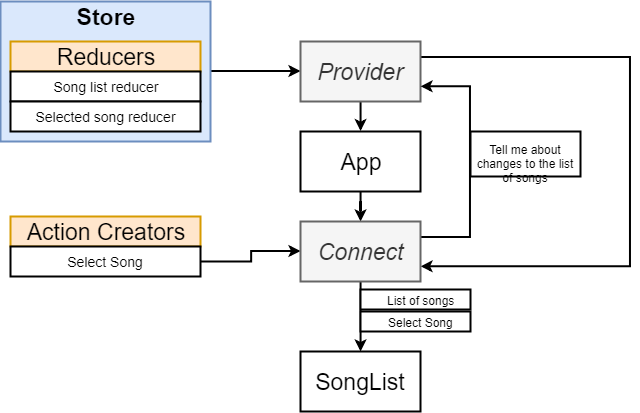 Store
Reducers
Song list reducer
Selected song reducer
Provider
App
Tell me about
changes to the list
of songs
Action Creators
Select Song
Connect
List of songs
Select Song
SongList